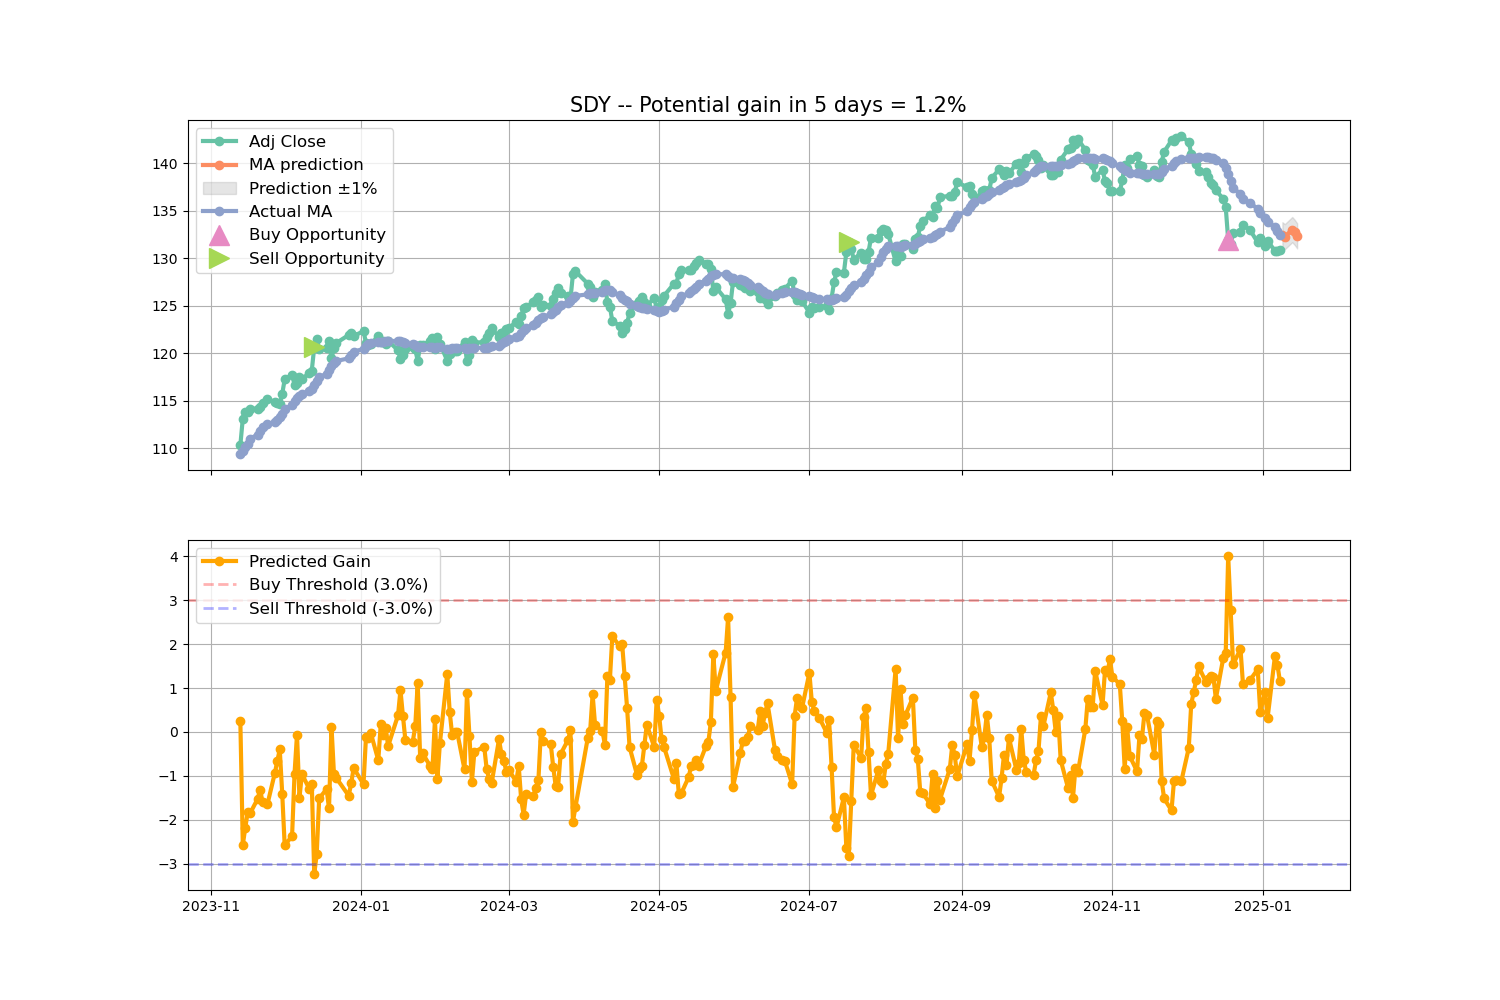 SDY -- Potential gain in 5 days = 1.2%
Adj Close
MA prediction
Prediction ±1%
Actual MA
Buy Opportunity
Sell Opportunity
140
135
130
125
120
115
110
Predicted Gain
Buy Threshold (3.0%)
Sell Threshold (-3.0%)
4
3
2
1
0
−1
−2
−3
2023-11
2024-01
2024-03
2024-05
2024-07
2024-09
2024-11
2025-01